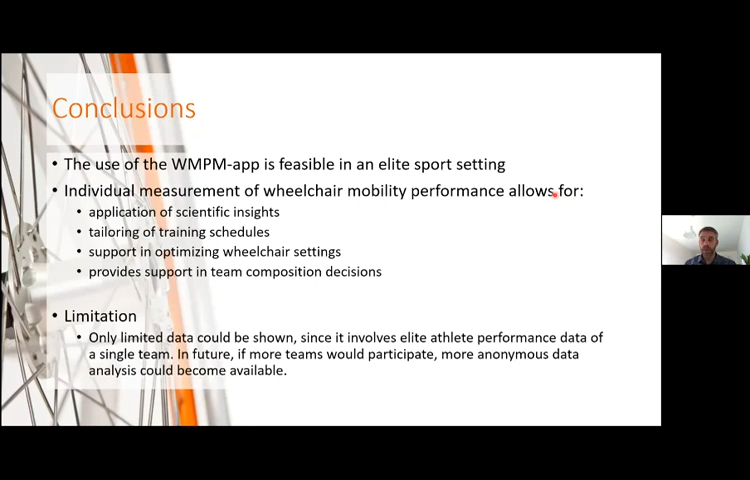 Conclusions
• The use of the WMPM-app is feasible in an elite sport setting
• Individual measurement of wheelchair mobility performance allows for:
• application of scientific insights
• tailoring of training schedules
• support in optimizing wheelchair settings
• provides support in team composition decisions
• Limitation
• Only limited data could be shown, since it involves elite athlete performance data of
a single team. In future, if more teams would participate, more anonymous data
analysis could become available.